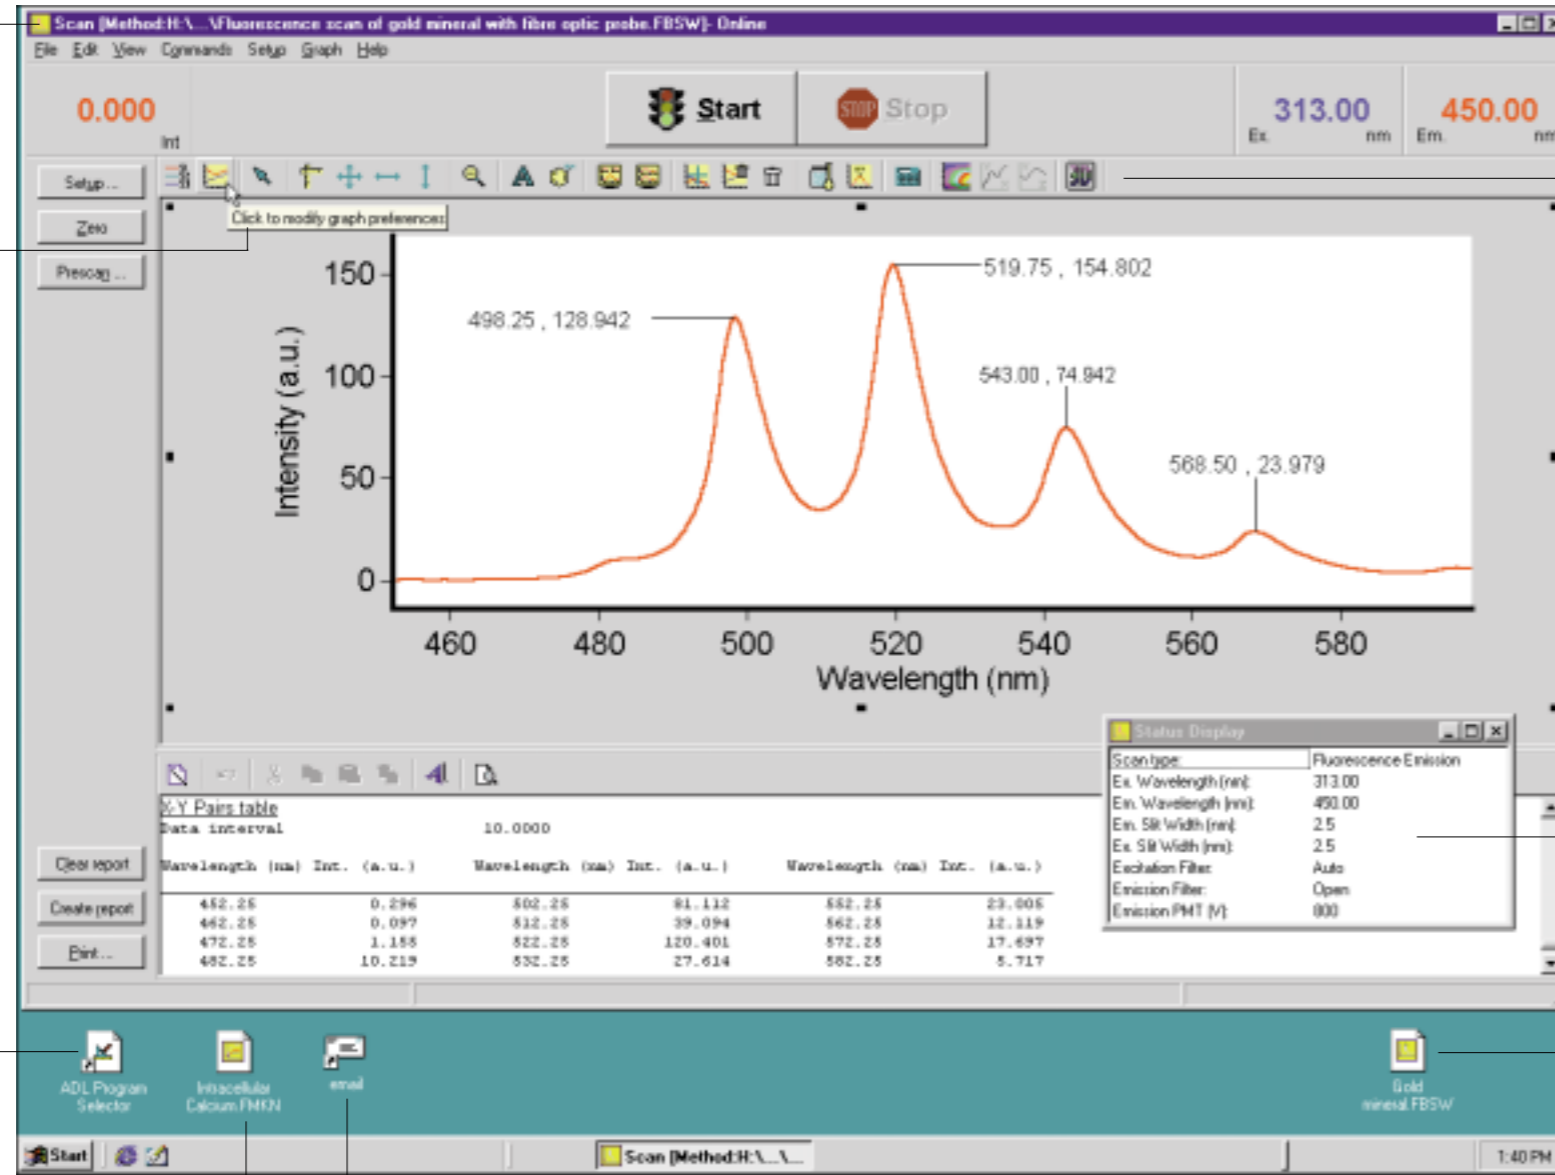 Scan [Method:H:\...\Fluorescence scan of gold mineral with fibre optic probe.FBSW]- Online
File Edit View Commands Setup Graph Help
0.000
Int
Start
STOP Stop
313.00
Ex. nm
450.00
Em. nm
Setup...
Zero
Prescan ...
3D
Click to modify graph preferences
519.75 , 154.802
498.25 , 128.942
543.00 , 74.942
568.50 , 23.979
Intensity (a.u.)
150
100
50
0
460 480 500 520 540 560 580
Wavelength (nm)
Status Display
Scan type: Fluorescence Emission
Ex. Wavelength (nm): 313.00
Em. Wavelength (nm): 450.00
Em. Slit Width (nm): 2.5
Ex. Slit Width (nm): 2.5
Excitation Filter: Auto
Emission Filter: Open
Emission PMT (V): 800
X-Y Pairs table
Data interval 10.0000
Wavelength (nm) Int. (a.u.) Wavelength (nm) Int. (a.u.) Wavelength (nm) Int. (a.u.)
452.25 0.296 502.25 81.112 552.25 23.005
462.25 0.097 512.25 39.094 562.25 12.119
472.25 1.155 522.25 120.401 572.25 17.697
482.25 10.219 532.25 27.614 582.25 5.717
Clear report
Create report
Print...
ADL Program
Selector
Intracellular
Calcium.FMKN
email
Gold
mineral.FBSW
Start
Scan [Method:H:\...\...
1:40 PM